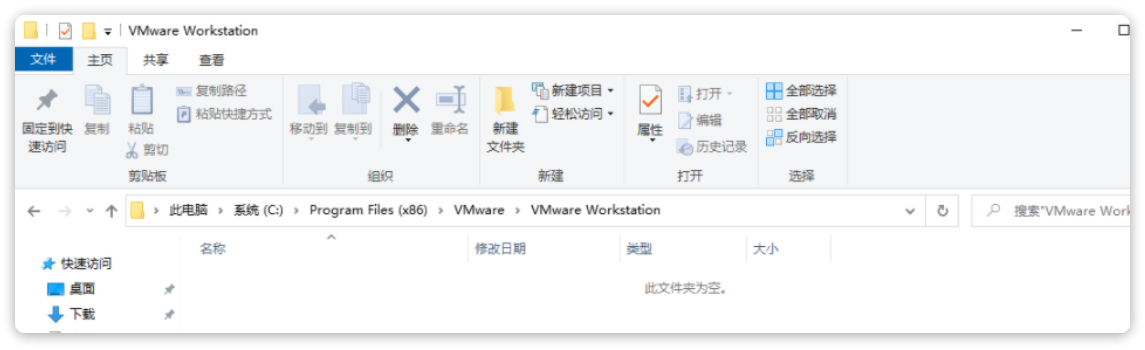 VMware Workstation
文件 主页 共享 查看
固定到快速访问
复制
粘贴
复制路径
粘贴快捷方式
剪切
剪贴板
移动到
复制到
删除
重命名
组织
新建
文件夹
新建项目
轻松访问
新建
属性
打开
编辑
历史记录
打开
全部选择
全部取消
反向选择
选择
此电脑 › 系统 (C:) › Program Files (x86) › VMware › VMware Workstation
搜索"VMware Work
名称 修改日期 类型 大小
快速访问
此文件夹为空。
桌面
下载